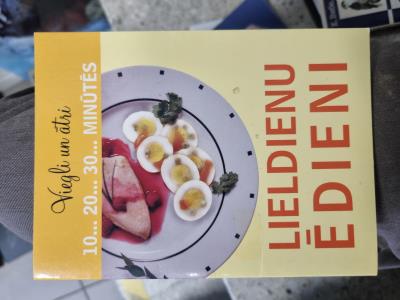 Viegli un ātri
10... 20... 30... MINŪTĒS
LIELDIENU
ĒDIENI